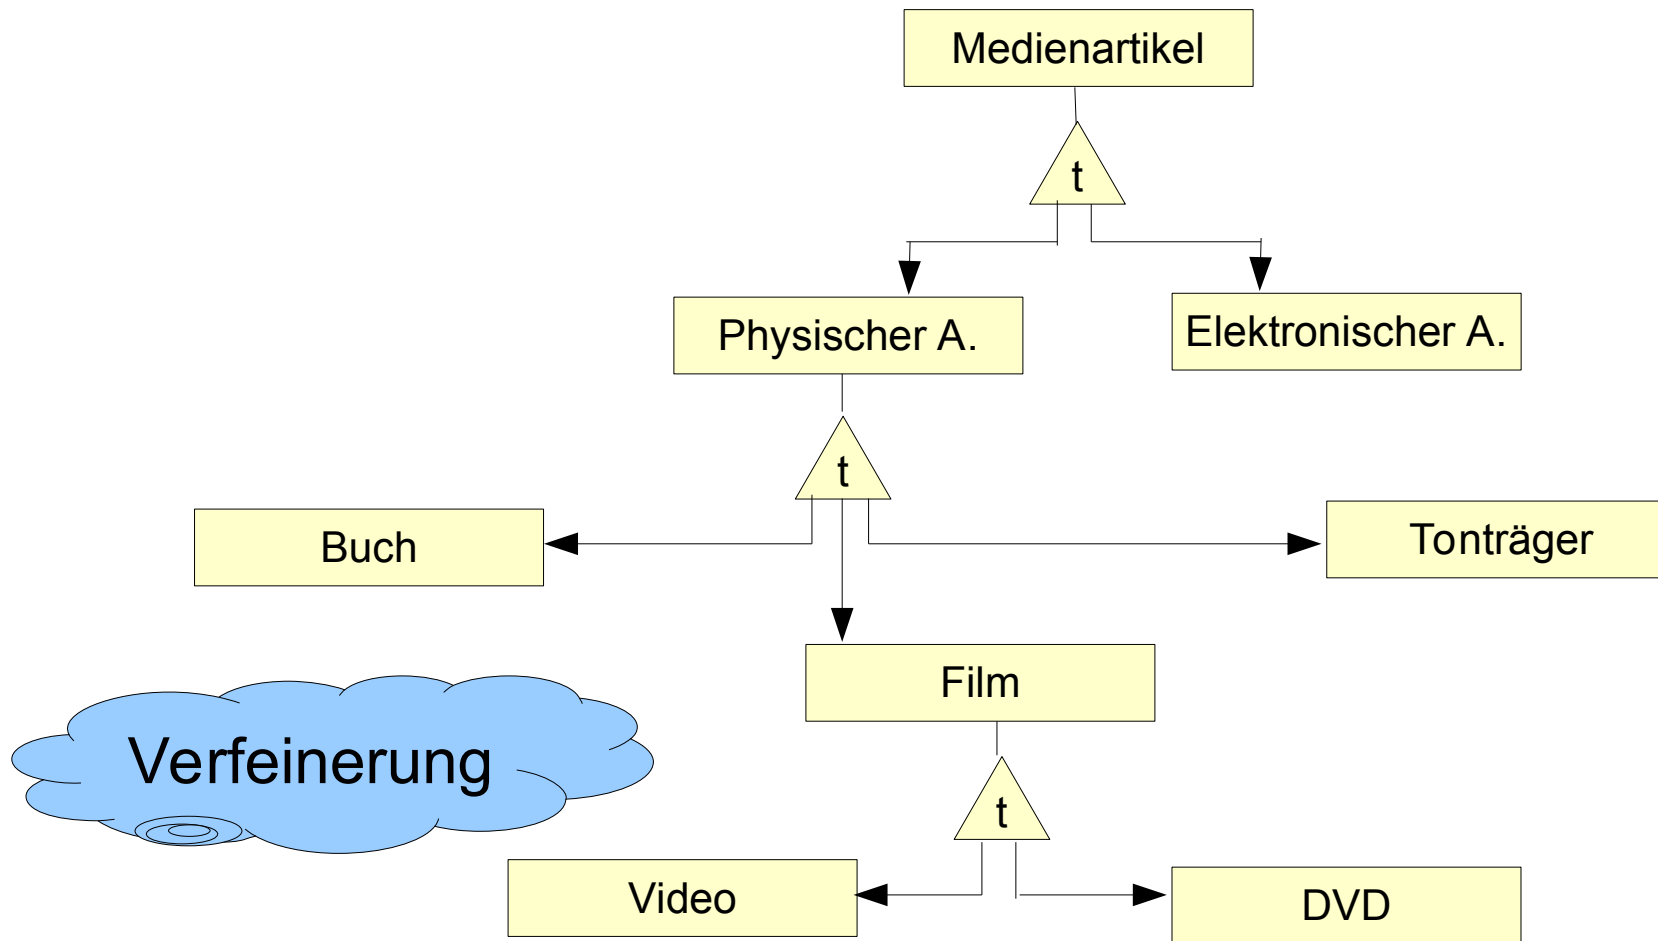 Medienartikel
t
Physischer A.
Elektronischer A.
t
Buch
Tonträger
Film
Verfeinerung
t
Video
DVD